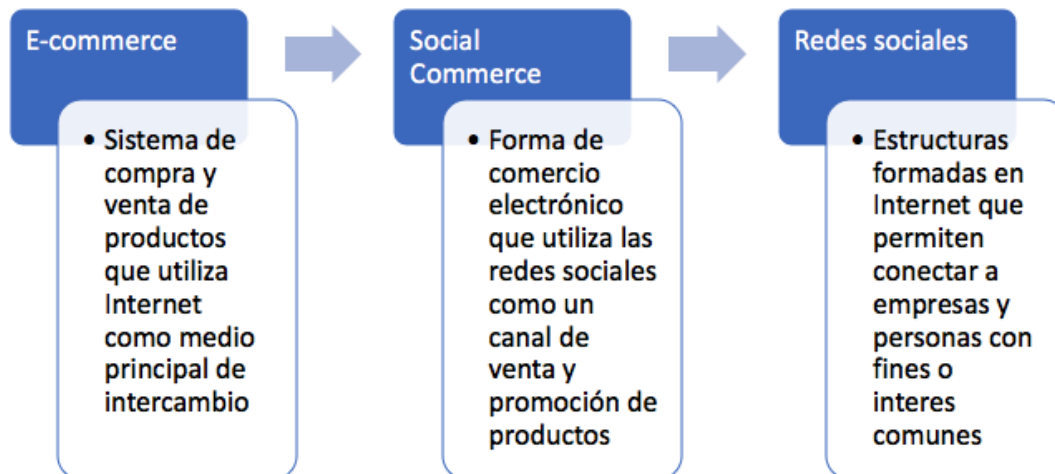 E-commerce
• Sistema de
compra y
venta de
productos
que utiliza
Internet
como medio
principal de
intercambio
Social
Commerce
• Forma de
comercio
electrónico
que utiliza las
redes sociales
como un
canal de
venta y
promoción de
productos
Redes sociales
• Estructuras
formadas en
Internet que
permiten
conectar a
empresas y
personas con
fines o
interes
comunes